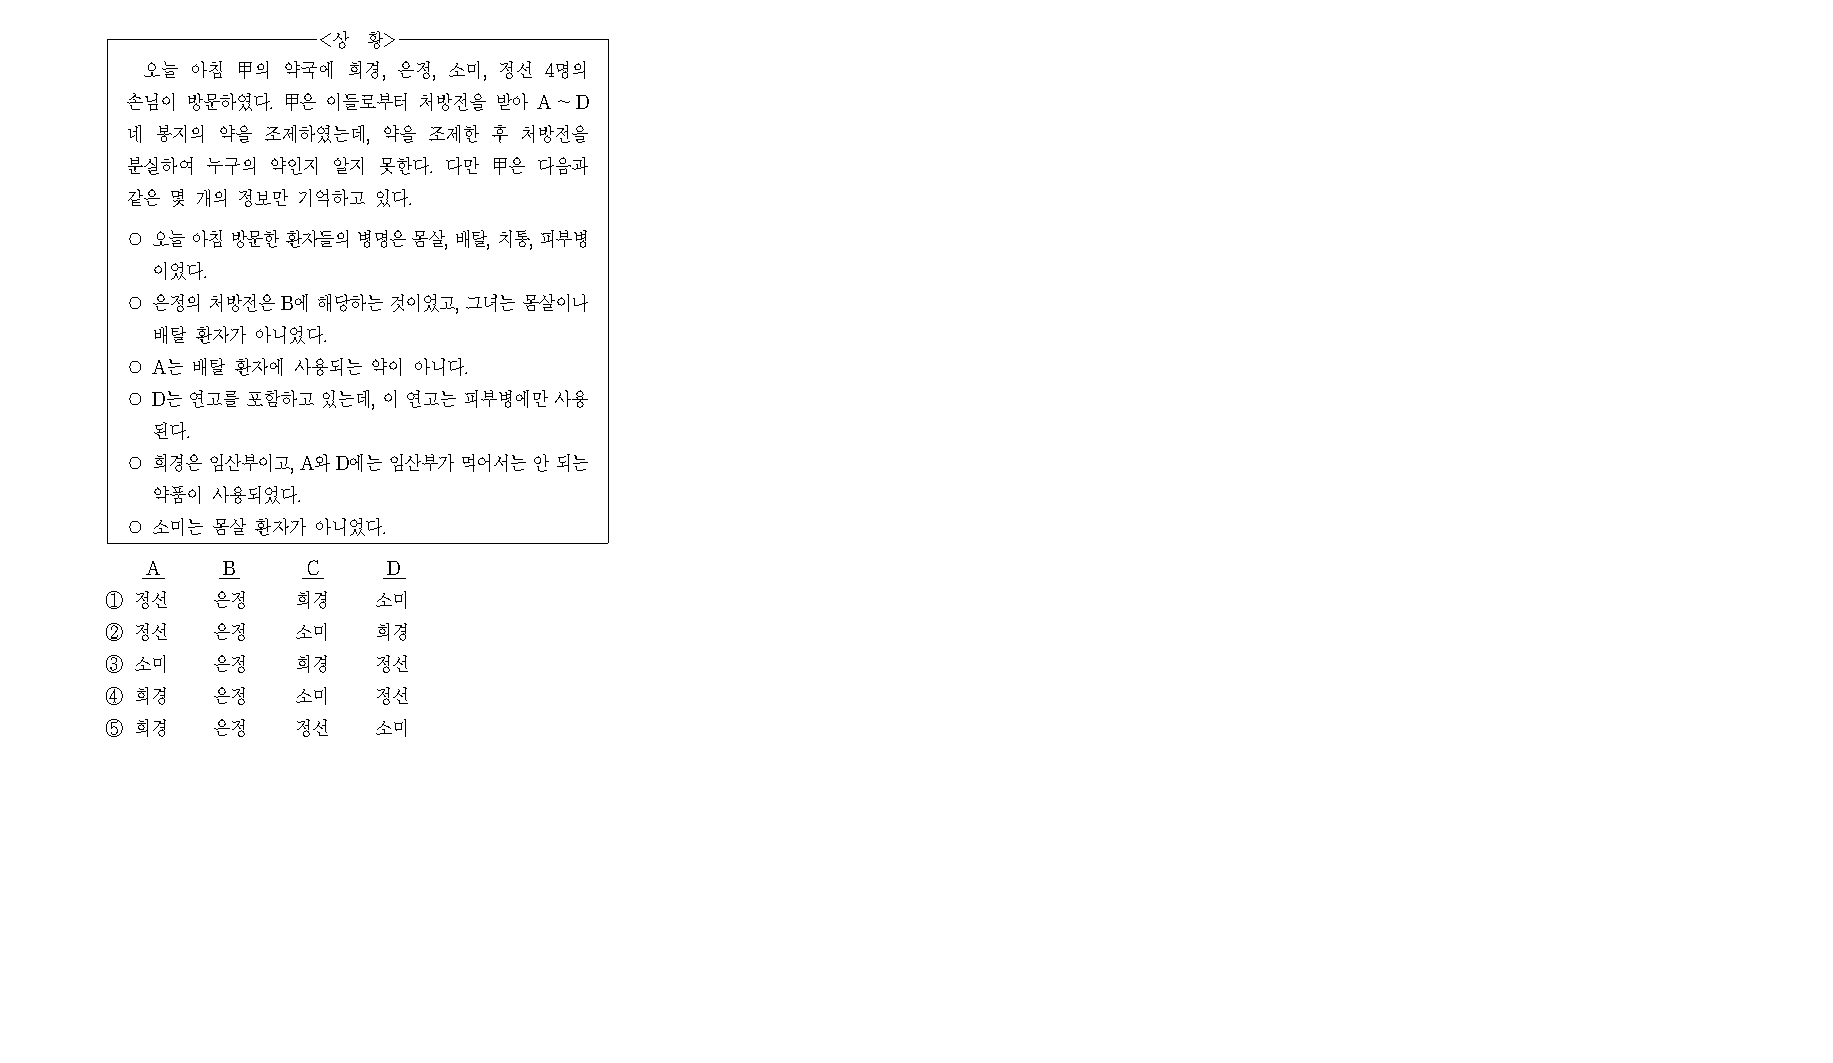 <상 황>
오늘 아침 甲의 약국에 희경, 은정, 소미, 정선 4명의
손님이 방문하였다. 甲은 이들로부터 처방전을 받아 A ~ D
네 봉지의 약을 조제하였는데, 약을 조제한 후 처방전을
분실하여 누구의 약인지 알지 못한다. 다만 甲은 다음과
같은 몇 개의 정보만 기억하고 있다.
○ 오늘 아침 방문한 환자들의 병명은 몸살, 배탈, 치통, 피부병
이었다.
○ 은정의 처방전은 B에 해당하는 것이었고, 그녀는 몸살이나
배탈 환자가 아니었다.
○ A는 배탈 환자에 사용되는 약이 아니다.
○ D는 연고를 포함하고 있는데, 이 연고는 피부병에만 사용
된다.
○ 희경은 임산부이고, A와 D에는 임산부가 먹어서는 안 되는
약품이 사용되었다.
○ 소미는 몸살 환자가 아니었다.
A B C D
① 정선 은정 희경 소미
② 정선 은정 소미 희경
③ 소미 은정 희경 정선
④ 희경 은정 소미 정선
⑤ 희경 은정 정선 소미